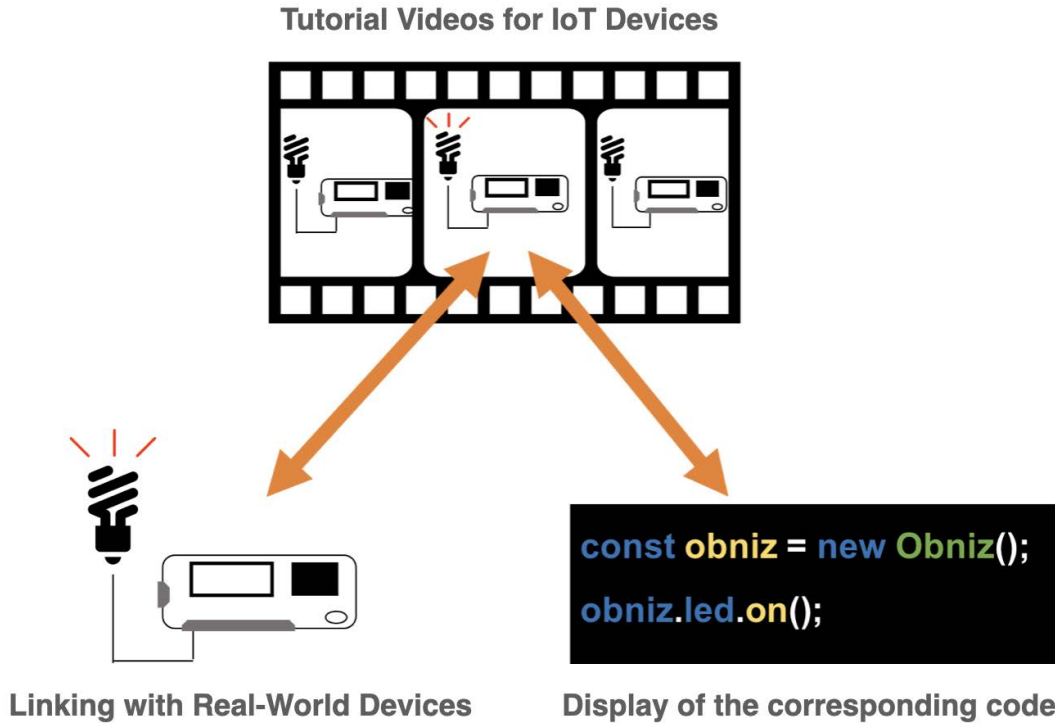 Tutorial Videos for IoT Devices
const obniz = new Obniz();
obniz.led.on();
Linking with Real-World Devices
Display of the corresponding code